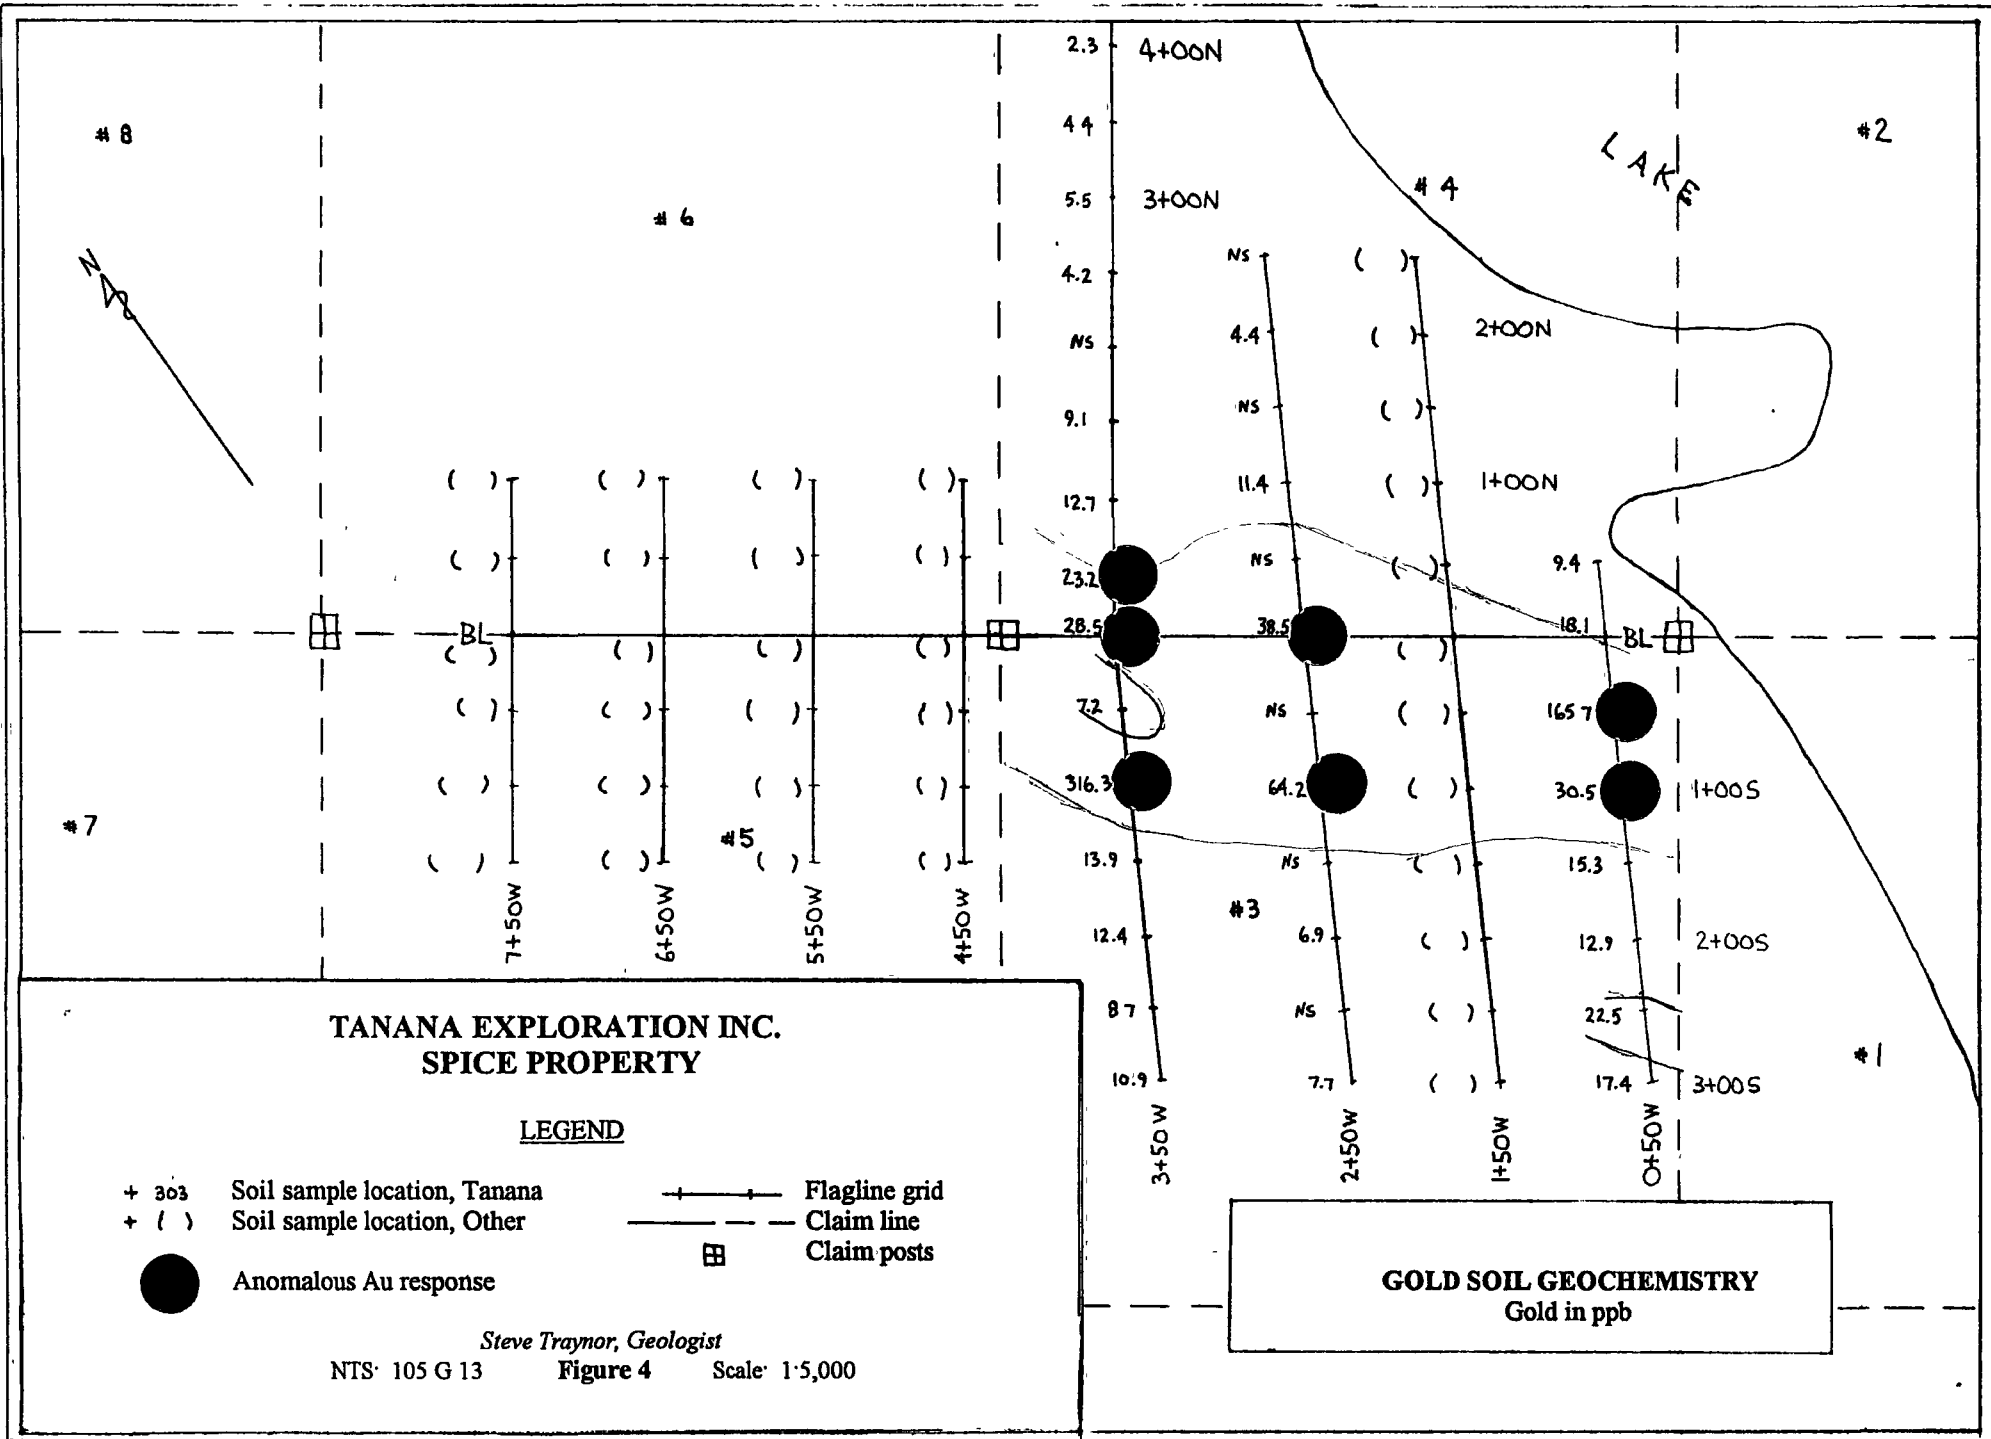 2.3 4+00N
4 4
# 8
#2
LAKE
# 4
5.5 3+00N
# 6
N
4.2
NS ( )
NS
4.4 ( ) 2+00N
9.1
NS ( )
( ) ( ) ( ) ( )
12.7
11.4 ( ) 1+00N
( ) ( ) ( ) ( )
23.2
NS ( ) 9.4
BL
28.5 38.5 18.1 BL
( ) ( ) ( ) ( ) ( )
( ) ( ) ( ) ( )
7.2 NS ( ) 165 7
( ) ( ) ( ) ( )
316.3 64.2 ( ) 30.5 1+00S
#7
#5
( ) ( ) ( ) ( )
13.9 NS ( ) 15.3
#3
7+50W 6+50W 5+50W 4+50W
12.4 6.9 ( ) 12.9 2+00S
8 7 NS ( ) 22.5
#1
10.9 7.7 ( ) 17.4 3+00S
3+50W 2+50W 1+50W 0+50W
TANANA EXPLORATION INC.
SPICE PROPERTY
LEGEND
+ 303 Soil sample location, Tanana
+ ( ) Soil sample location, Other
Anomalous Au response
Flagline grid
Claim line
Claim posts
Steve Traynor, Geologist
NTS· 105 G 13 Figure 4 Scale· 1·5,000
GOLD SOIL GEOCHEMISTRY
Gold in ppb